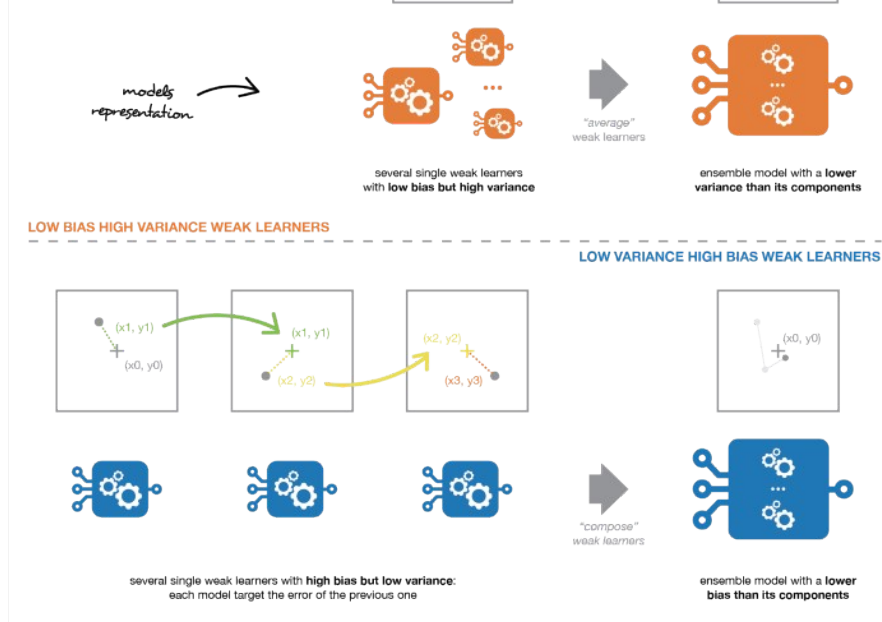 models
representation
"average"
weak learners
several single weak learners
with low bias but high variance
ensemble model with a lower
variance than its components
LOW BIAS HIGH VARIANCE WEAK LEARNERS
LOW VARIANCE HIGH BIAS WEAK LEARNERS
(x1, y1)
(x0, y0)
(x1, y1)
(x2, y2)
(x2, y2)
(x3, y3)
(x0, y0)
"compose"
weak learners
several single weak learners with high bias but low variance:
each model target the error of the previous one
ensemble model with a lower
bias than its components